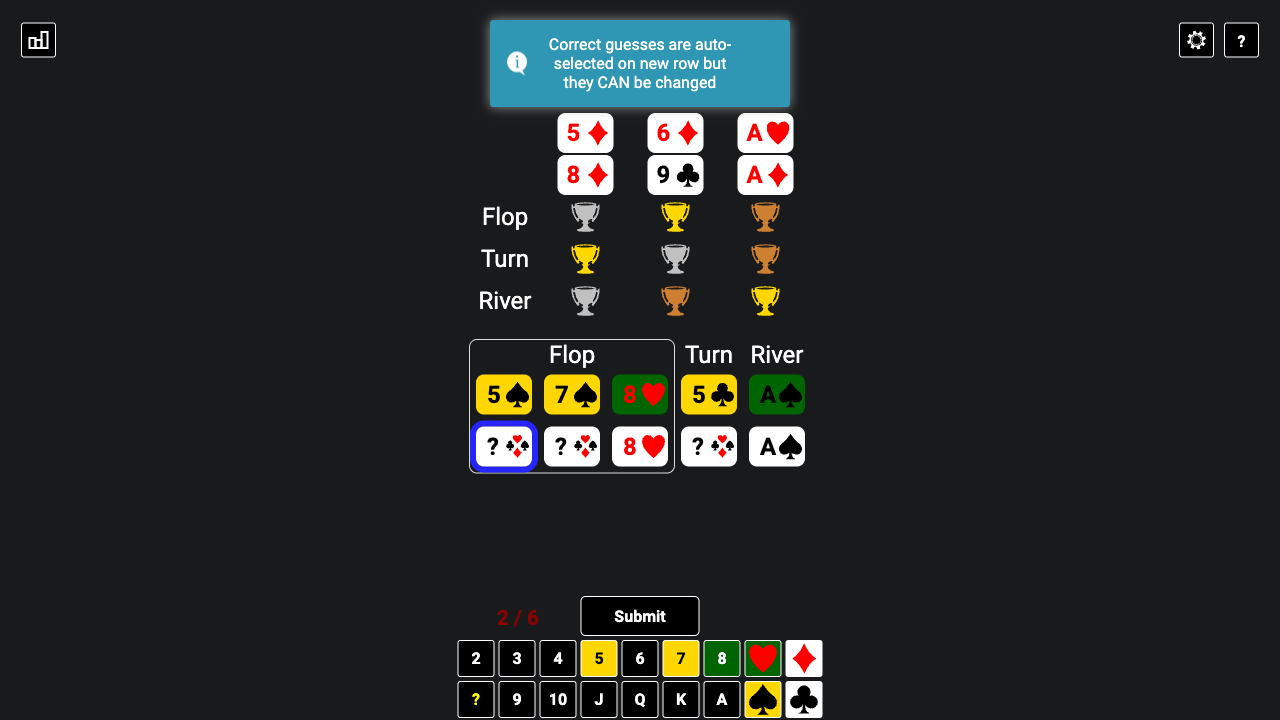 Correct guesses are auto-
selected on new row but
they CAN be changed
?
5 6 A
8 9 A
Flop
Turn
River
Flop Turn River
5 7 8 5 A
? ? 8 ? A
2 / 6 Submit
2 3 4 5 6 7 8
? 9 10 J Q K A